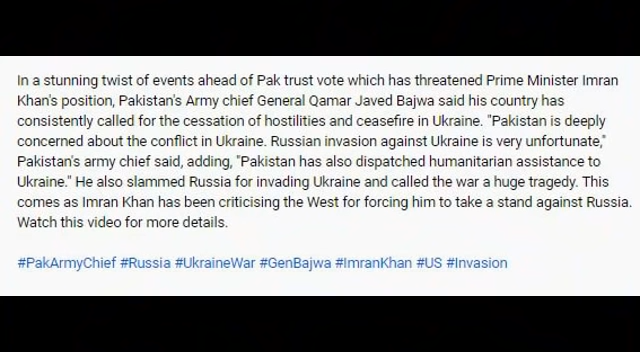 In a stunning twist of events ahead of Pak trust vote which has threatened Prime Minister Imran
Khan's position, Pakistan's Army chief General Qamar Javed Bajwa said his country has
consistently called for the cessation of hostilities and ceasefire in Ukraine. "Pakistan is deeply
concerned about the conflict in Ukraine. Russian invasion against Ukraine is very unfortunate,"
Pakistan's army chief said, adding, "Pakistan has also dispatched humanitarian assistance to
Ukraine." He also slammed Russia for invading Ukraine and called the war a huge tragedy. This
comes as Imran Khan has been criticising the West for forcing him to take a stand against Russia.
Watch this video for more details.
#PakArmyChief #Russia #UkraineWar #GenBajwa #ImranKhan #US #Invasion